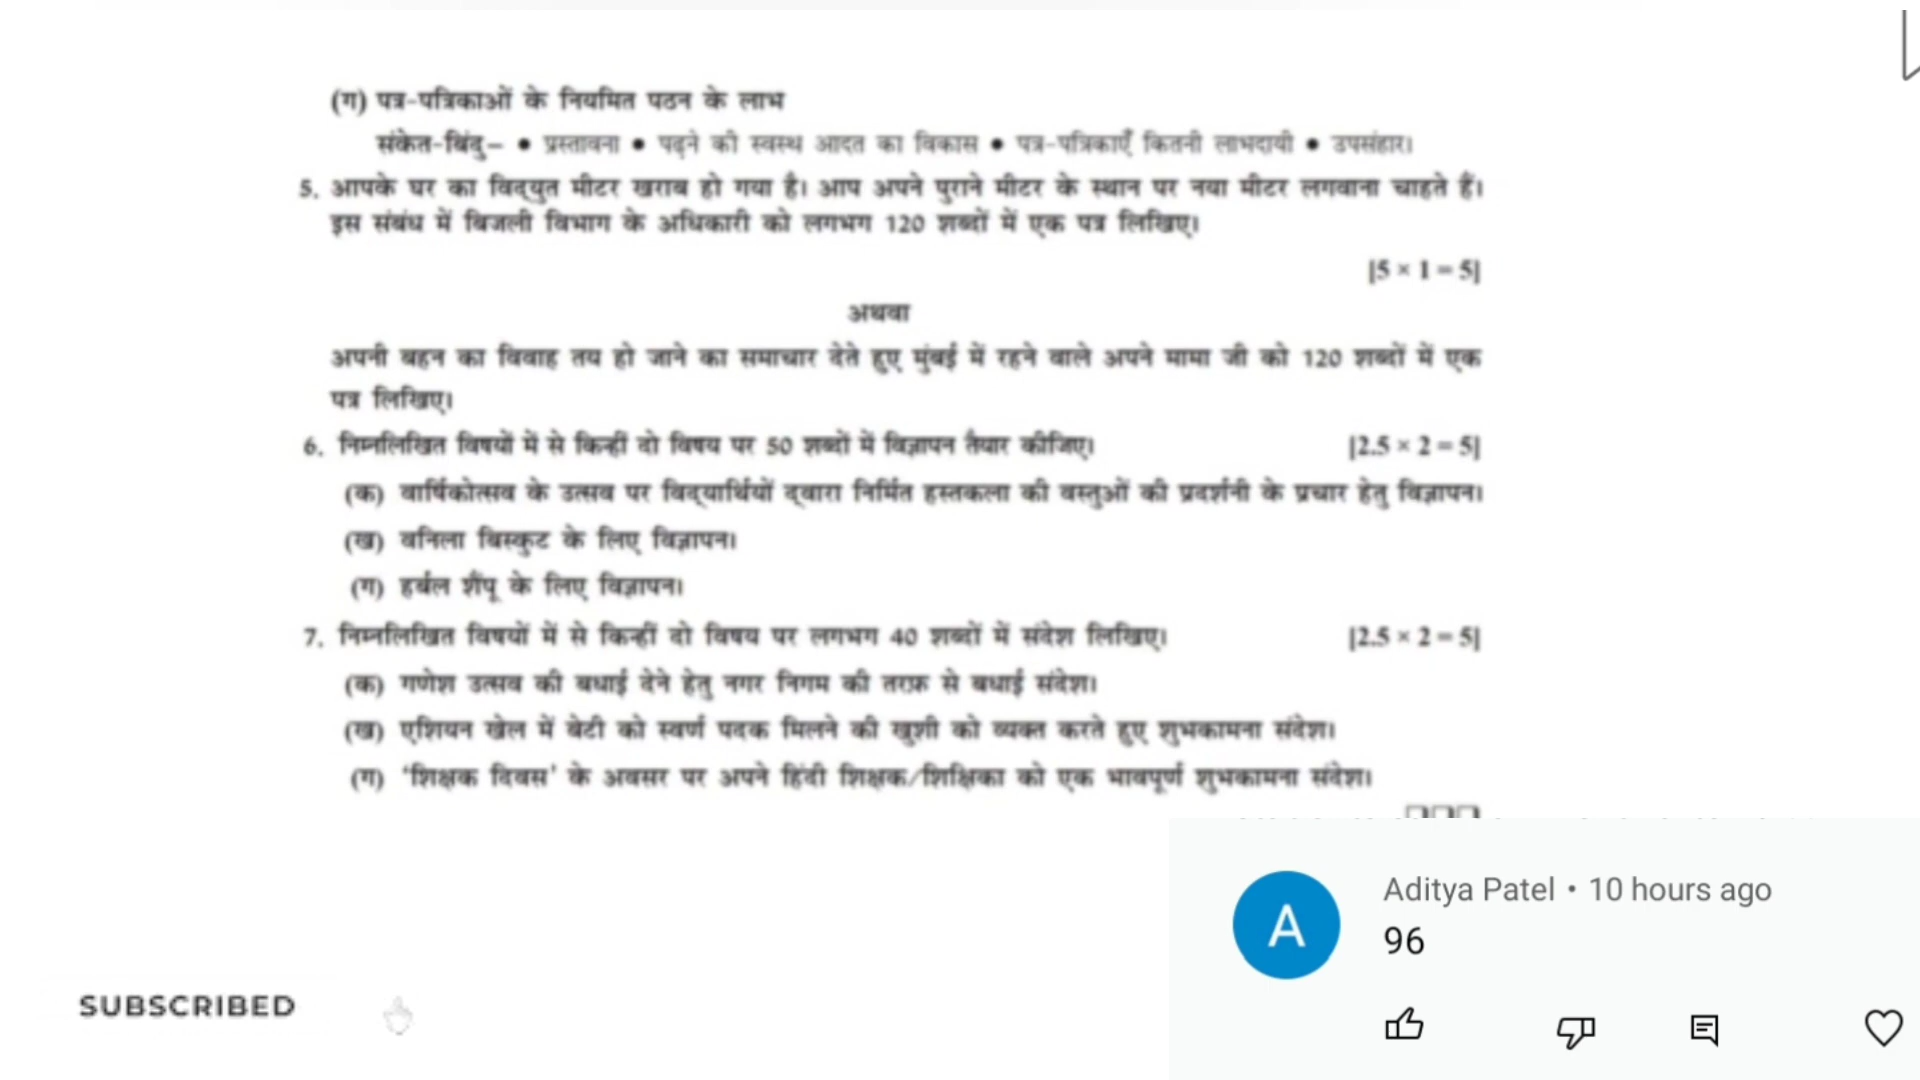 (ग) पत्र-पत्रिकाओं के नियमित पठन के लाभ
संकेत-बिंदु– • प्रस्तावना • पढ़ने की स्वस्थ आदत का विकास • पत्र-पत्रिकाएँ कितनी लाभदायी • उपसंहार।
5. आपके घर का विद्युत मीटर खराब हो गया है। आप अपने पुराने मीटर के स्थान पर नया मीटर लगवाना चाहते हैं।
इस संबंध में बिजली विभाग के अधिकारी को लगभग 120 शब्दों में एक पत्र लिखिए।
[5 × 1 = 5]
अथवा
अपनी बहन का विवाह तय हो जाने का समाचार देते हुए मुंबई में रहने वाले अपने मामा जी को 120 शब्दों में एक
पत्र लिखिए।
6. निम्नलिखित विषयों में से किन्हीं दो विषय पर 50 शब्दों में विज्ञापन तैयार कीजिए। [2.5 × 2 = 5]
(क) वार्षिकोत्सव के उत्सव पर विद्यार्थियों द्वारा निर्मित हस्तकला की वस्तुओं की प्रदर्शनी के प्रचार हेतु विज्ञापन।
(ख) वनिला बिस्कुट के लिए विज्ञापन।
(ग) हर्बल शैंपू के लिए विज्ञापन।
7. निम्नलिखित विषयों में से किन्हीं दो विषय पर लगभग 40 शब्दों में संदेश लिखिए। [2.5 × 2 = 5]
(क) गणेश उत्सव की बधाई देने हेतु नगर निगम की तरफ़ से बधाई संदेश।
(ख) एशियन खेल में बेटी को स्वर्ण पदक मिलने की खुशी को व्यक्त करते हुए शुभकामना संदेश।
(ग) 'शिक्षक दिवस' के अवसर पर अपने हिंदी शिक्षक/शिक्षिका को एक भावपूर्ण शुभकामना संदेश।
A
Aditya Patel • 10 hours ago
96
SUBSCRIBED